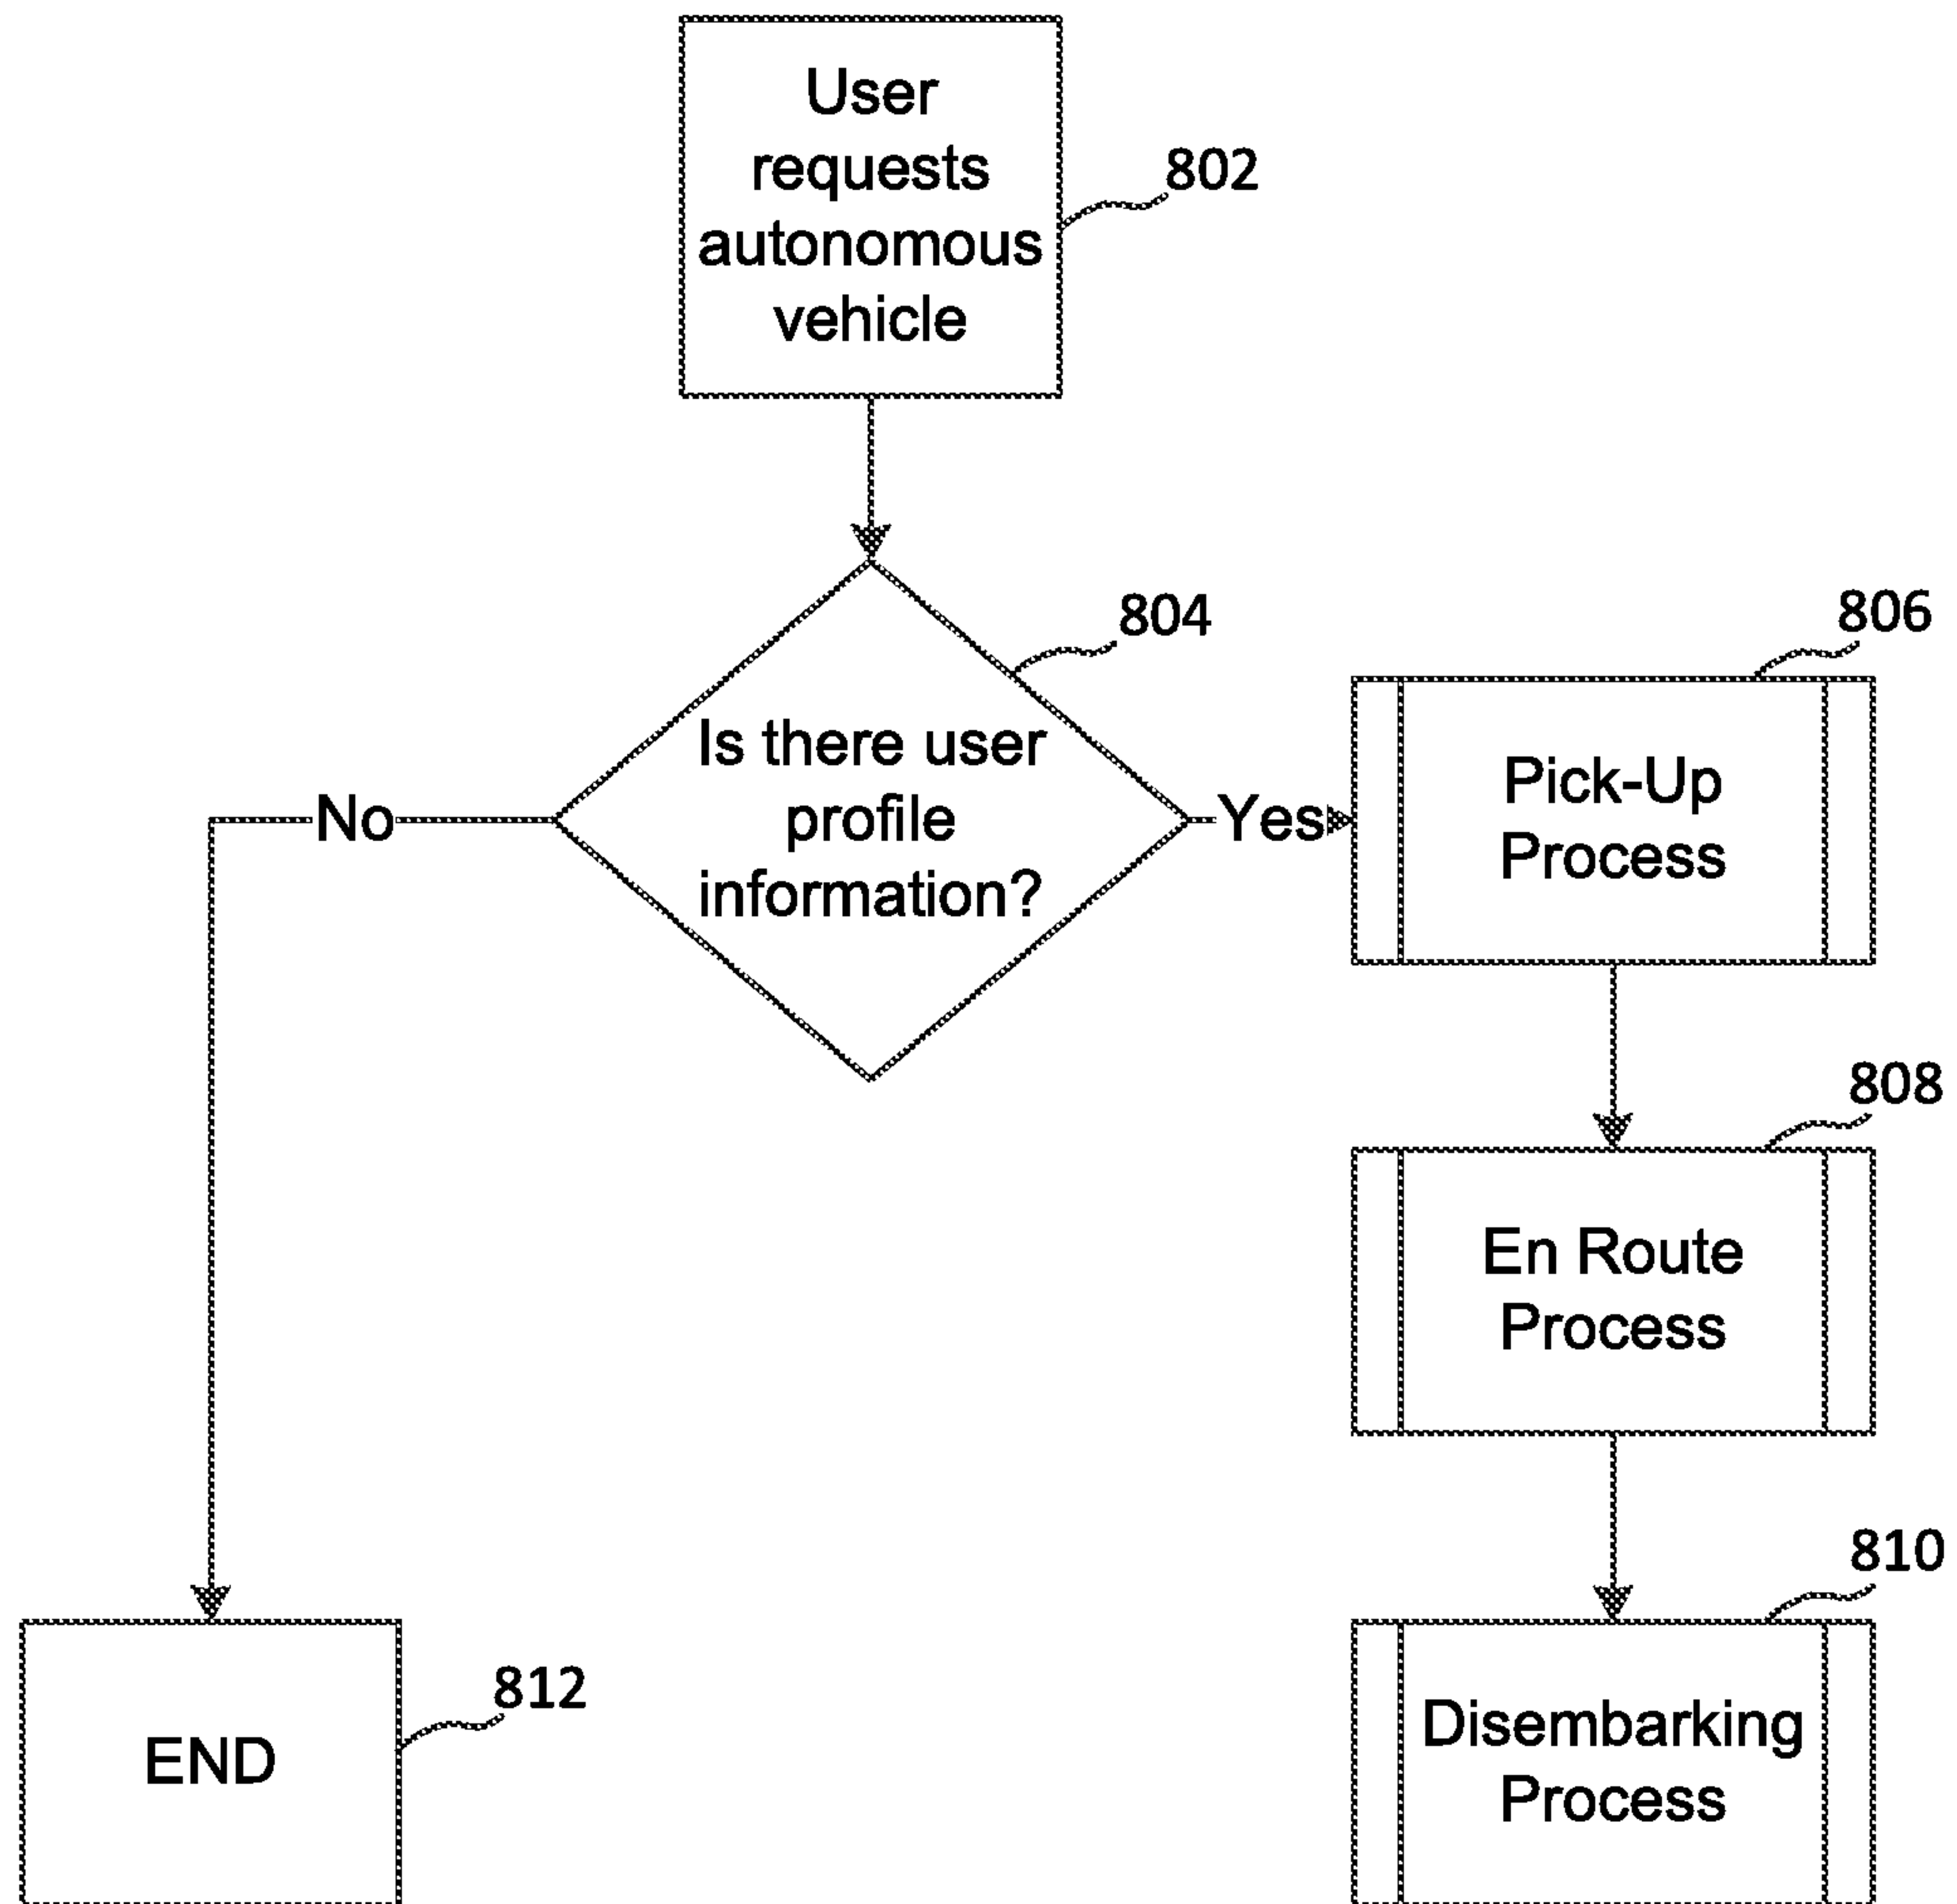 User
requests
autonomous
vehicle
802
804
Is there user
profile
information?
No
Yes
806
Pick-Up
Process
808
En Route
Process
810
Disembarking
Process
812
END